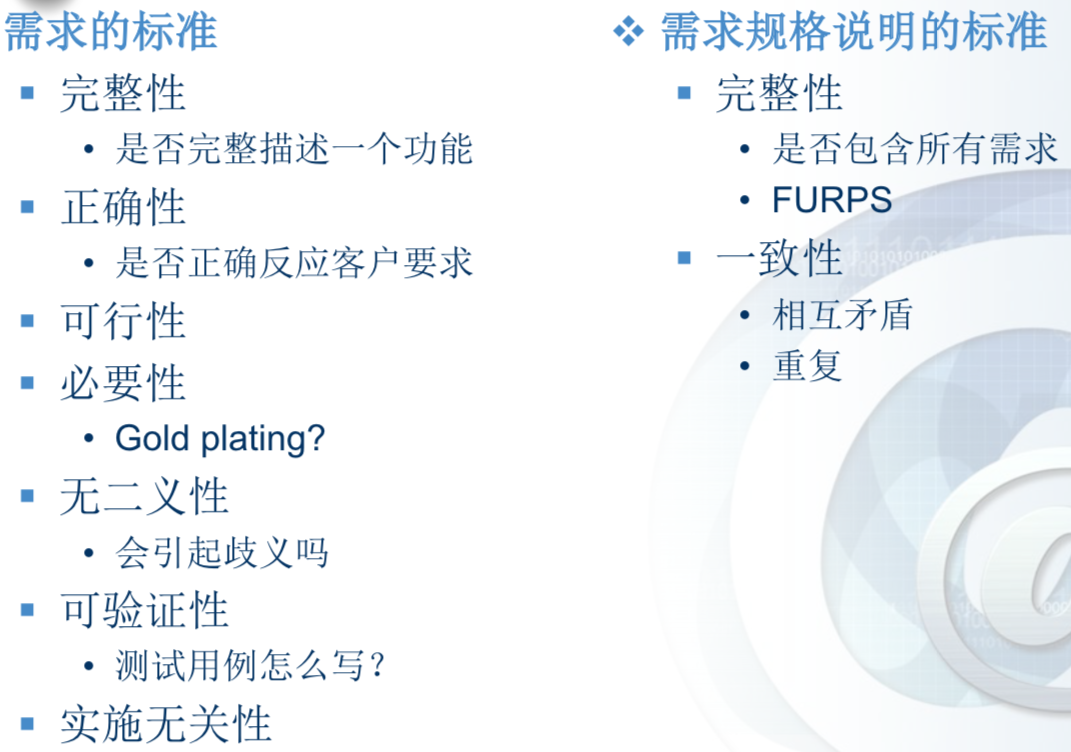 需求的标准
完整性
是否完整描述一个功能
正确性
是否正确反应客户要求
可行性
必要性
Gold plating?
无二义性
会引起歧义吗
可验证性
测试用例怎么写？
实施无关性
需求规格说明的标准
完整性
是否包含所有需求
FURPS
一致性
相互矛盾
重复